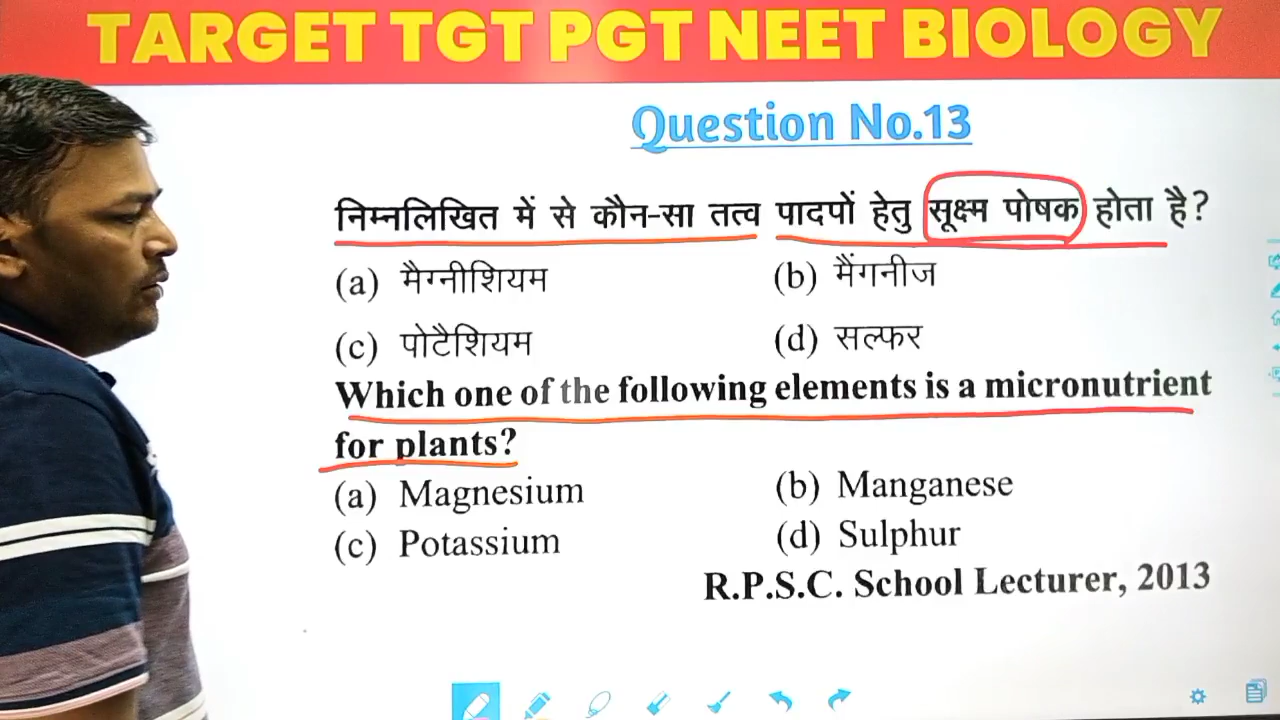 TARGET TGT PGT NEET BIOLOGY
Question No.13
निम्नलिखित में से कौन-सा तत्व पादपों हेतु सूक्ष्म पोषक होता है?
(a) मैग्नीशियम (b) मैंगनीज
(c) पोटैशियम (d) सल्फर
Which one of the following elements is a micronutrient
for plants?
(a) Magnesium (b) Manganese
(c) Potassium (d) Sulphur
R.P.S.C. School Lecturer, 2013